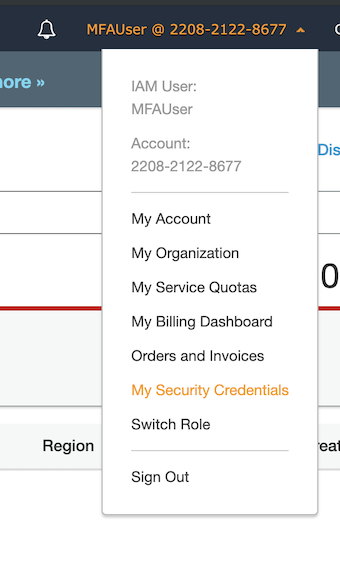 MFAUser @ 2208-2122-8677
more »
IAM User:
MFAUser
Account:
2208-2122-8677
Dis
My Account
My Organization
My Service Quotas
0
My Billing Dashboard
Orders and Invoices
My Security Credentials
Switch Role
Region
reat
Sign Out